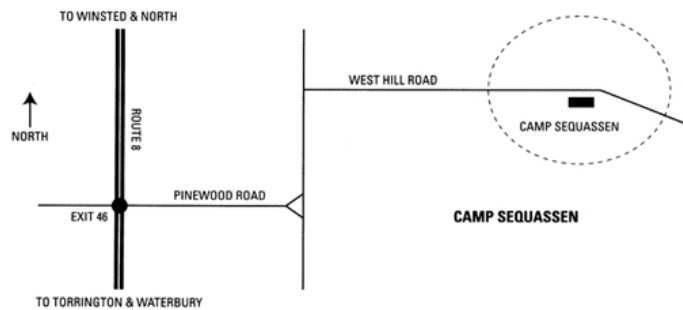 TO WINSTED & NORTH
WEST HILL ROAD
ROUTE 8
NORTH
CAMP SEQUASSEN
PINEWOOD ROAD
EXIT 46
CAMP SEQUASSEN
TO TORRINGTON & WATERBURY